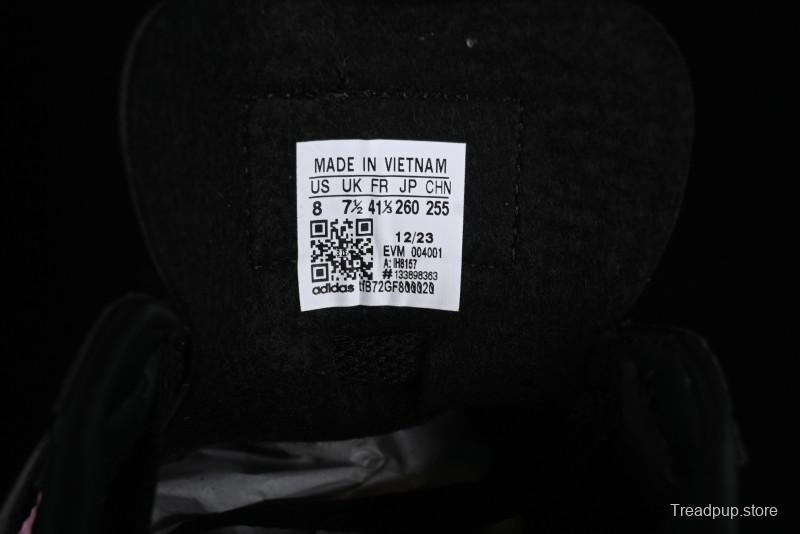 MADE IN VIETNAM
US UK FR JP CHN
8 7½ 41⅓ 260 255
12/23
EVM 004001
A: IH8157
#133898363
adidas tfB72GF800020
Treadpup.store